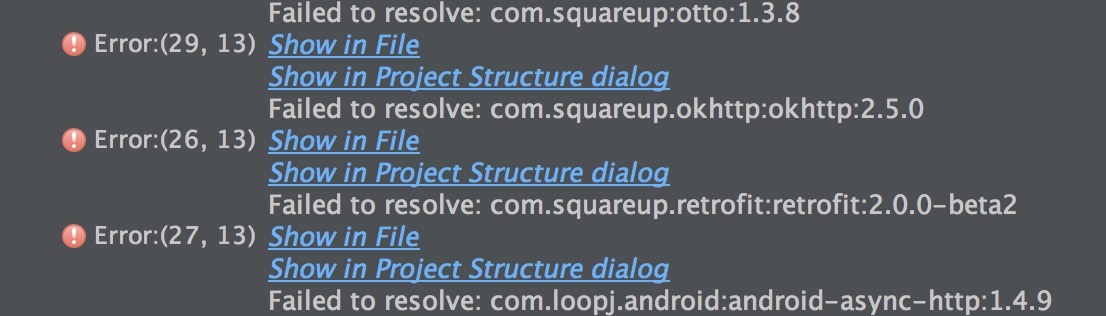 Failed to resolve: com.squareup:otto:1.3.8
Error:(29, 13) Show in File
Show in Project Structure dialog
Failed to resolve: com.squareup.okhttp:okhttp:2.5.0
Error:(26, 13) Show in File
Show in Project Structure dialog
Failed to resolve: com.squareup.retrofit:retrofit:2.0.0-beta2
Error:(27, 13) Show in File
Show in Project Structure dialog
Failed to resolve: com.loopj.android:android-async-http:1.4.9